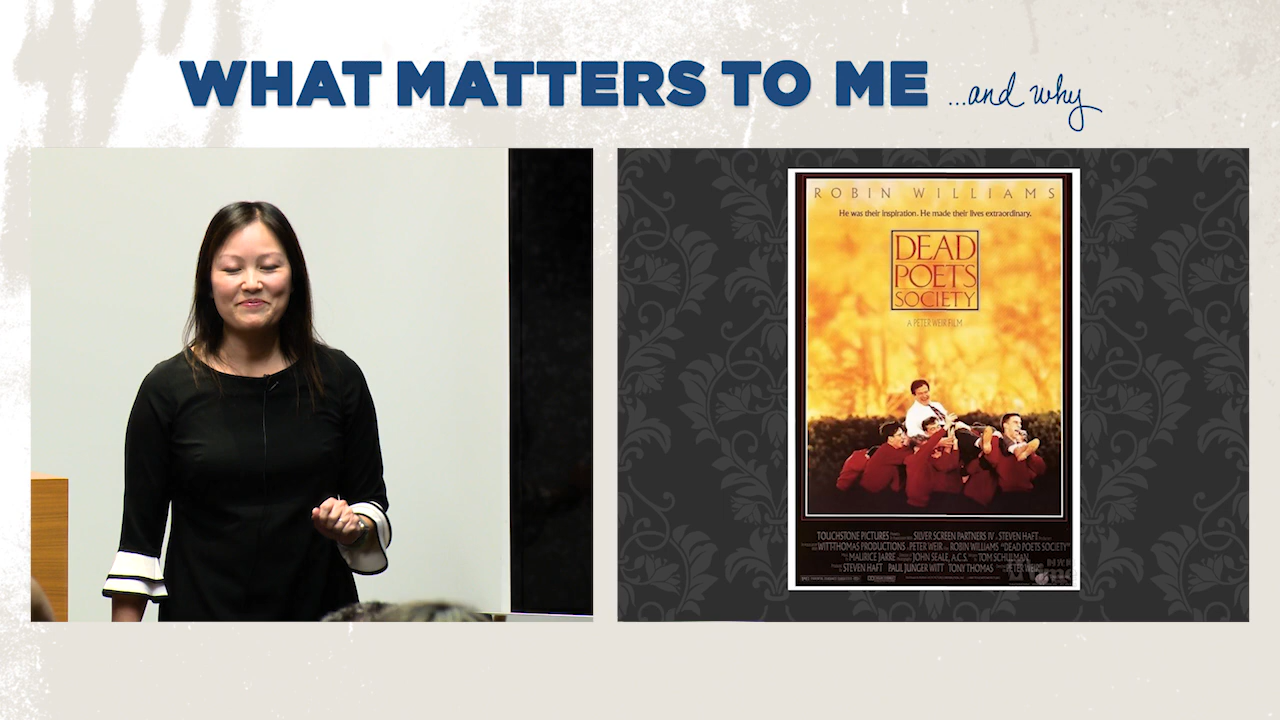 WHAT MATTERS TO ME ...and why
ROBIN WILLIAMS
He was their inspiration. He made their lives extraordinary.
DEAD
POETS
SOCIETY
A PETER WEIR FILM
TOUCHSTONE PICTURES SILVER SCREEN PARTNERS IV STEVEN HAFT
WITT-THOMAS PRODUCTIONS PETER WEIR ROBIN WILLIAMS "DEAD POETS SOCIETY"
MAURICE JARRE JOHN SEALE, A.C.S. TOM SCHULMAN
STEVEN HAFT PAUL JUNGER WITT TONY THOMAS PETER WEIR